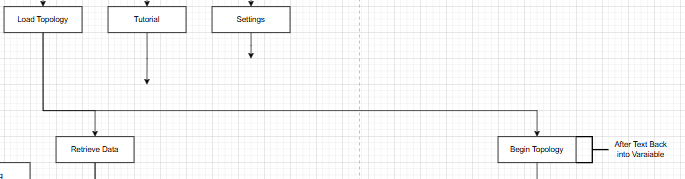 Load Topology
Tutorial
Settings
Retrieve Data
Begin Topology
After Text Back
into Varaiable